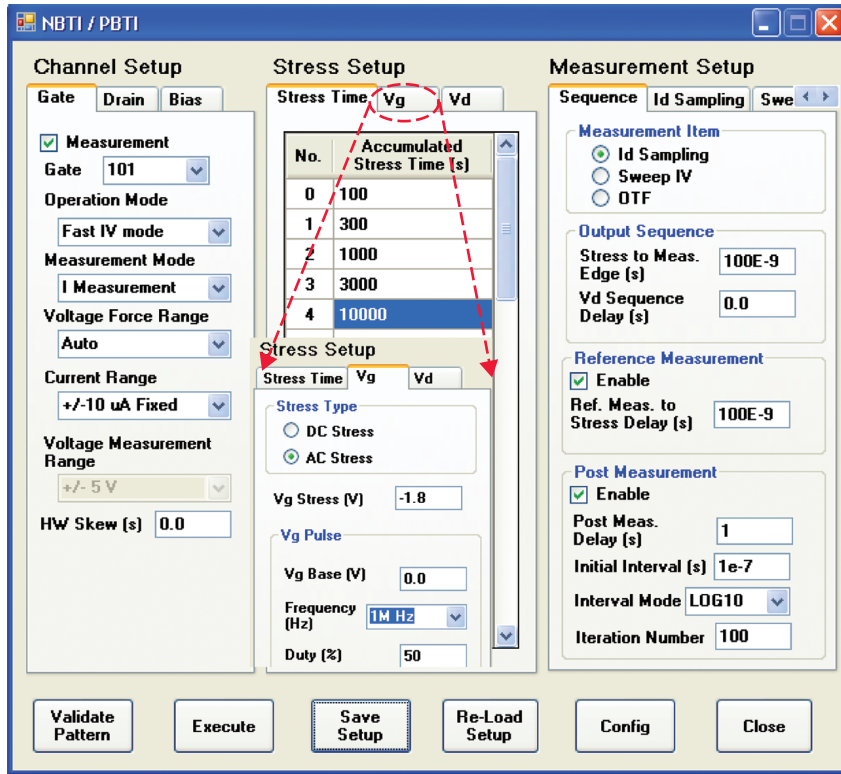 NBTI / PBTI
Channel Setup
Gate Drain Bias
Measurement
Gate 101
Operation Mode
Fast IV mode
Measurement Mode
I Measurement
Voltage Force Range
Auto
Current Range
+/-10 uA Fixed
Voltage Measurement
Range
+/- 5 V
HW Skew (s) 0.0
Stress Setup
Stress Time Vg Vd
No. Accumulated
Stress Time (s)
0 100
1 300
2 1000
3 3000
4 10000
Stress Setup
Stress Time Vg Vd
Stress Type
DC Stress
AC Stress
Vg Stress (V) -1.8
Vg Pulse
Vg Base (V) 0.0
Frequency
(Hz) 1M Hz
Duty (%) 50
Measurement Setup
Sequence Id Sampling Swe
Measurement Item
Id Sampling
Sweep IV
OTF
Output Sequence
Stress to Meas.
Edge (s) 100E-9
Vd Sequence
Delay (s) 0.0
Reference Measurement
Enable
Ref. Meas. to
Stress Delay (s) 100E-9
Post Measurement
Enable
Post Meas.
Delay (s) 1
Initial Interval (s) 1e-7
Interval Mode LOG10
Iteration Number 100
Validate
Pattern
Execute
Save
Setup
Re-Load
Setup
Config
Close